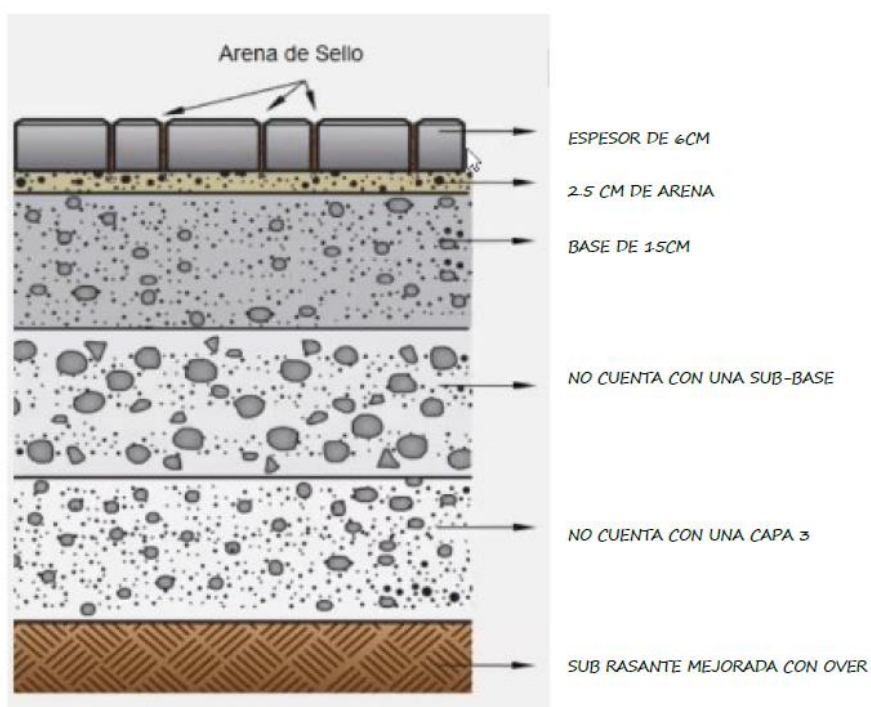 Arena de Sello
ESPESOR DE 6CM
2.5 CM DE ARENA
BASE DE 15CM
NO CUENTA CON UNA SUB-BASE
NO CUENTA CON UNA CAPA 3
SUB RASANTE MEJORADA CON OVER